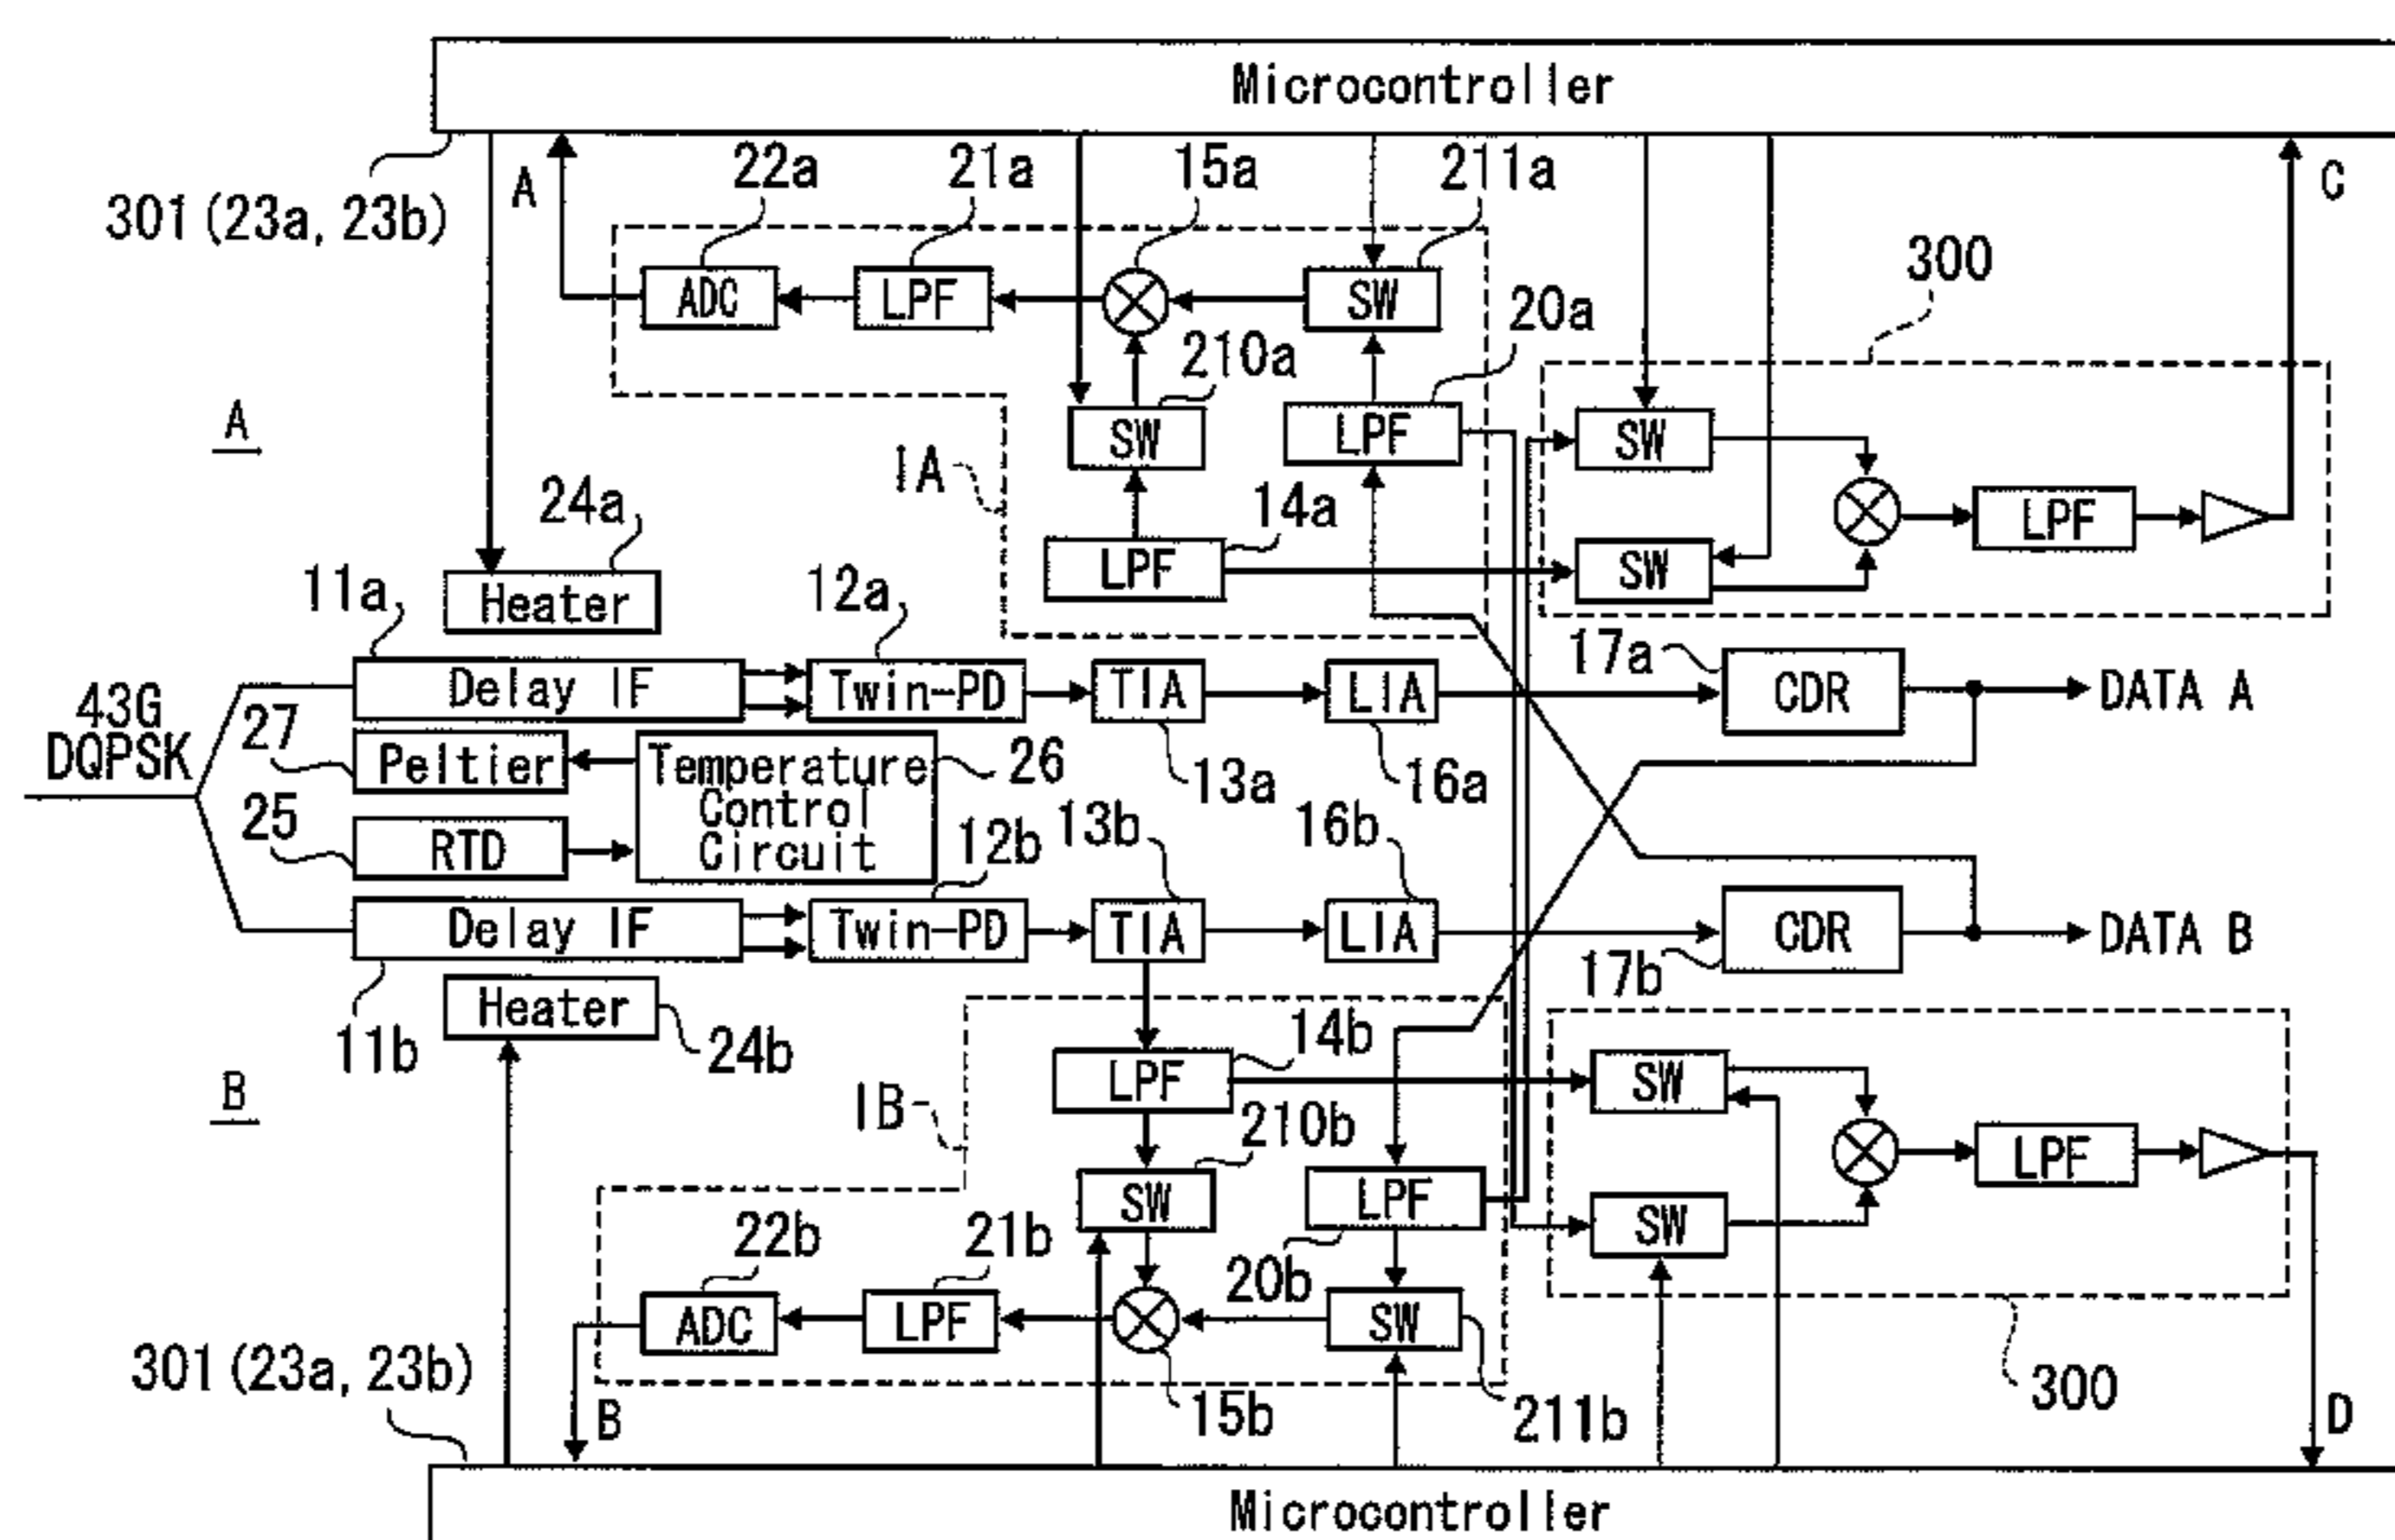 Microcontroller
301 (23a, 23b)
A
22a
21a
15a
211a
C
ADC
LPF
SW
20a
300
210a
A
SW
LPF
SW
IA
24a
14a
LPF
LPF
SW
11a
Heater
12a
17a
43G
DQPSK
Delay IF
Twin-PD
TIA
LIA
CDR
DATA A
27
Peltier
Temperature
Control
Circuit
26
13a
16a
25
RTD
12b
13b
16b
Delay IF
Twin-PD
TIA
LIA
CDR
DATA B
17b
11b
Heater
24b
14b
LPF
SW
B
IB
210b
SW
LPF
LPF
SW
22b
21b
20b
ADC
LPF
SW
301 (23a, 23b)
B
15b
211b
300
D
Microcontroller